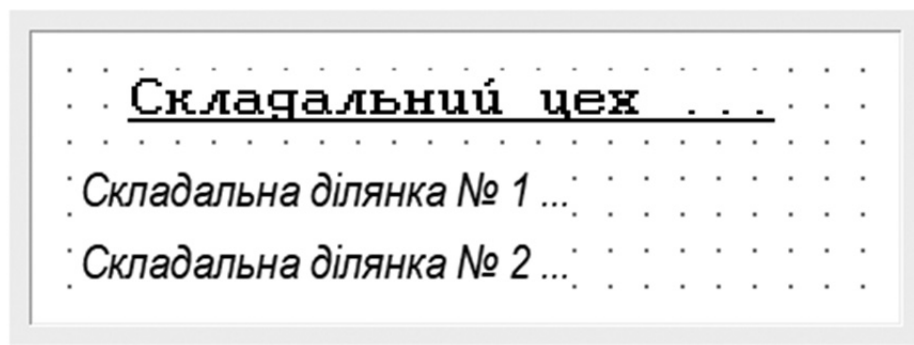 Складальний цех ...
Складальна ділянка № 1 ...
Складальна ділянка № 2 ...